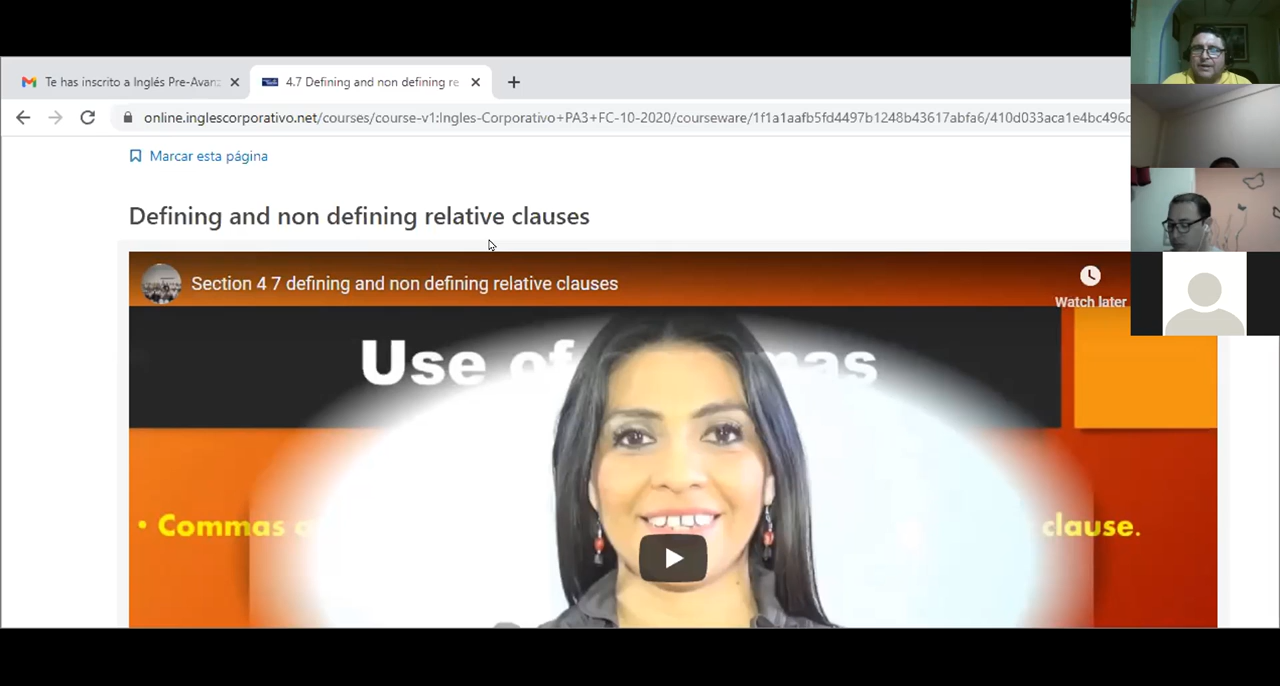 Te has inscrito a Inglés Pre-Avan
4.7 Defining and non defining re
online.inglescorporativo.net/courses/course-v1:Ingles-Corporativo+PA3+FC-10-2020/courseware/1f1a1aafb5fd4497b1248b43617abfa6/410d033aca1e4bc496c
Marcar esta página
Defining and non defining relative clauses
Section 4 7 defining and non defining relative clauses
Watch later
Use of mas
• Commas clause.